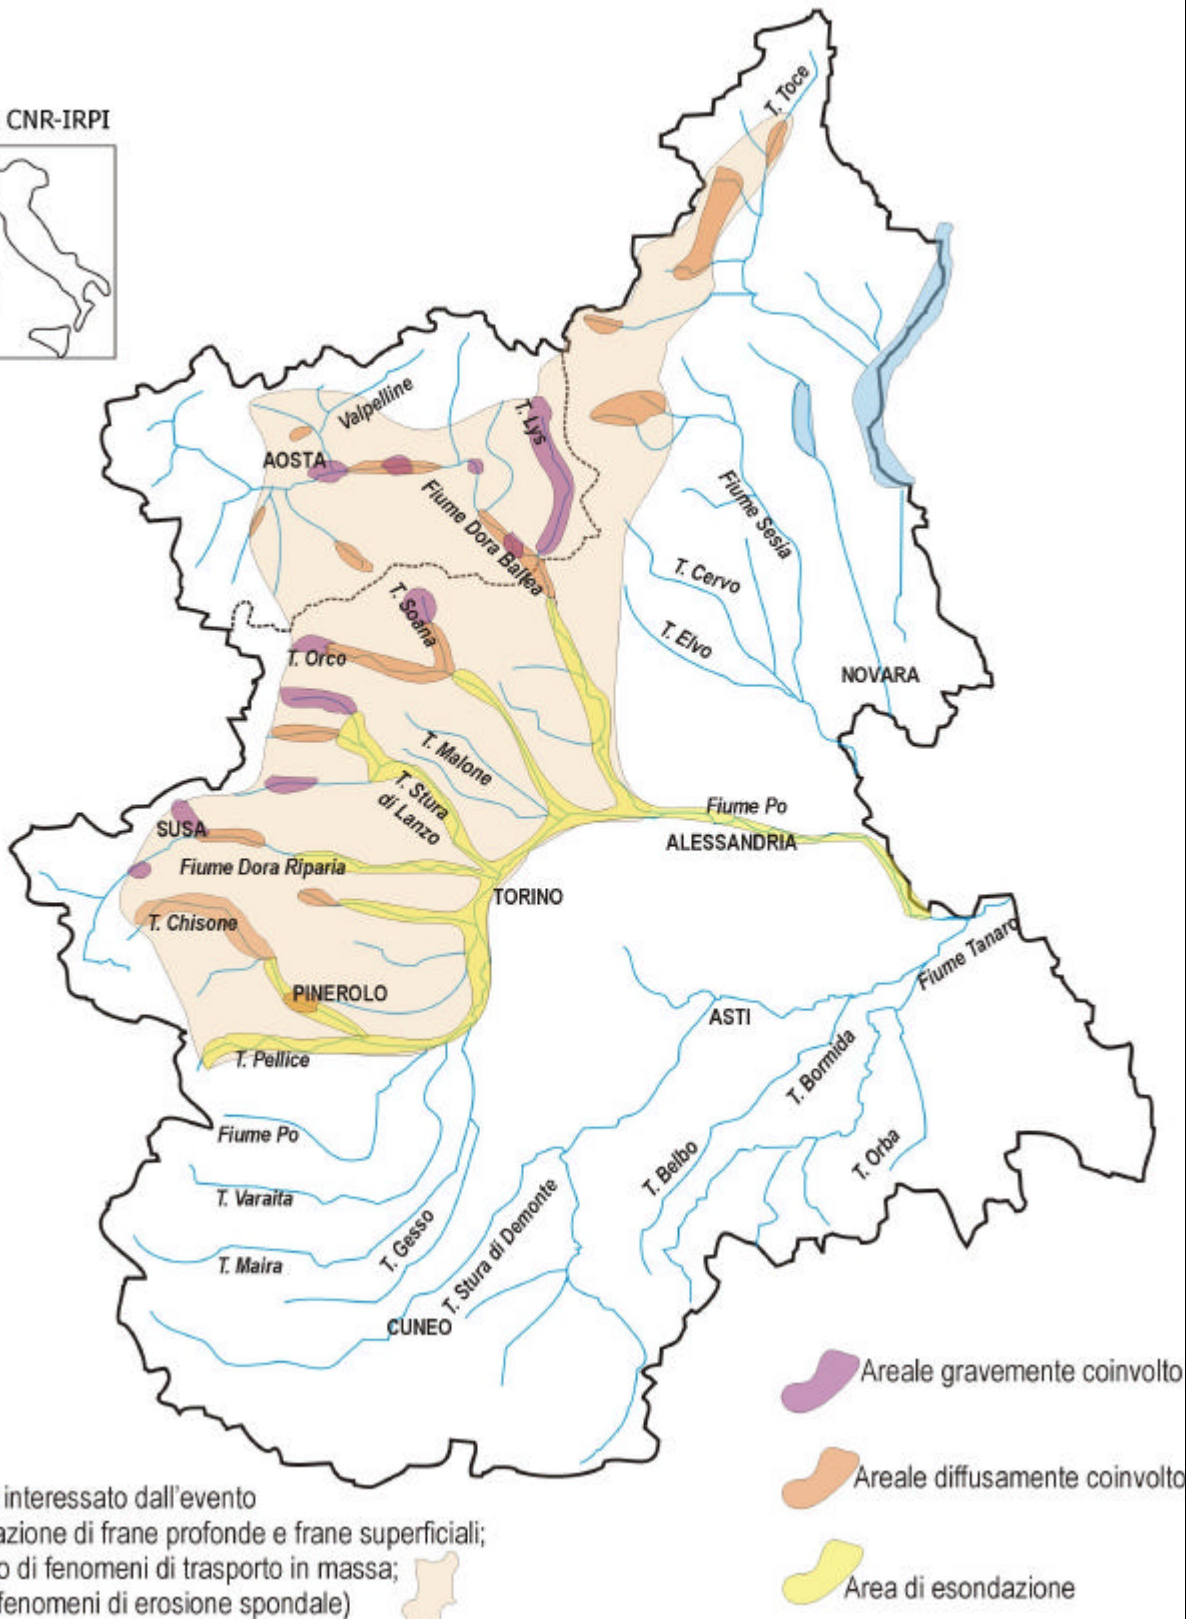 CNR-IRPI
T. Toce
Valpelline
T. Lys
AOSTA
Fiume Dora Baltea
Fiume Sesia
T. Cervo
T. Soana
T. Elvo
T. Orco
NOVARA
T. Malone
T. Stura
di Lanzo
Fiume Po
SUSA
ALESSANDRIA
Fiume Dora Riparia
TORINO
T. Chisone
Fiume Tanaro
PINEROLO
ASTI
T. Pellice
T. Bormida
Fiume Po
T. Belbo
T. Orba
T. Varaita
T. Gesso
T. Stura di Demonte
T. Maira
CUNEO
Areale gravemente coinvolto
Areale diffusamente coinvolto
interessato dall'evento
azione di frane profonde e frane superficiali;
o di fenomeni di trasporto in massa;
fenomeni di erosione spondale)
Area di esondazione